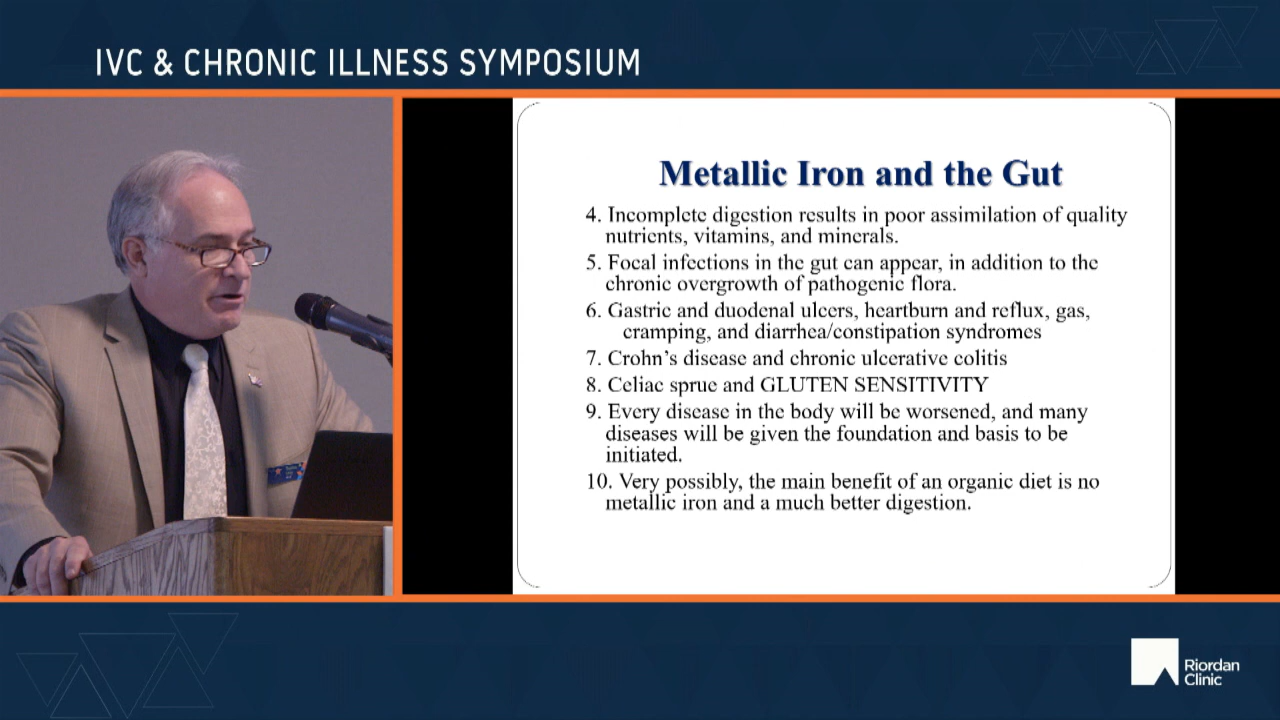 IVC & CHRONIC ILLNESS SYMPOSIUM
Metallic Iron and the Gut
4. Incomplete digestion results in poor assimilation of quality
nutrients, vitamins, and minerals.
5. Focal infections in the gut can appear, in addition to the
chronic overgrowth of pathogenic flora.
6. Gastric and duodenal ulcers, heartburn and reflux, gas,
cramping, and diarrhea/constipation syndromes
7. Crohn's disease and chronic ulcerative colitis
8. Celiac sprue and GLUTEN SENSITIVITY
9. Every disease in the body will be worsened, and many
diseases will be given the foundation and basis to be
initiated.
10. Very possibly, the main benefit of an organic diet is no
metallic iron and a much better digestion.
Riordan
Clinic